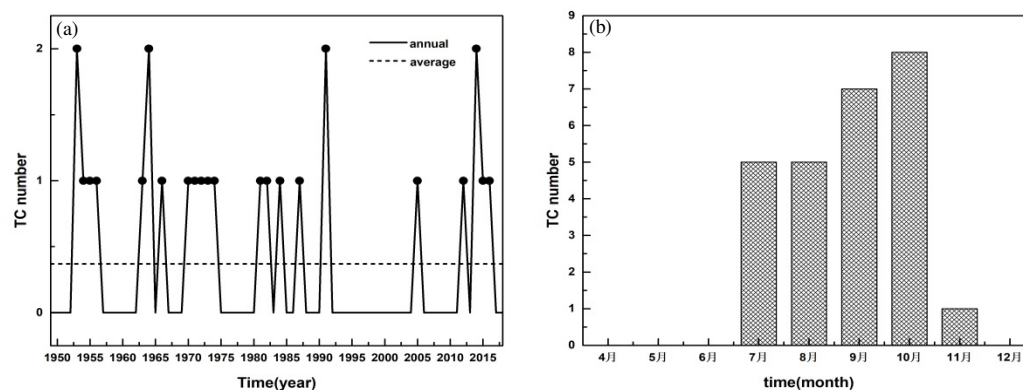 (a)
annual
average
2
1
0
TC number
1950 1955 1960 1965 1970 1975 1980 1985 1990 1995 2000 2005 2010 2015
Time(year)
(b)
9
8
7
6
5
4
3
2
1
0
TC number
4月 5月 6月 7月 8月 9月 10月 11月 12月
time(month)